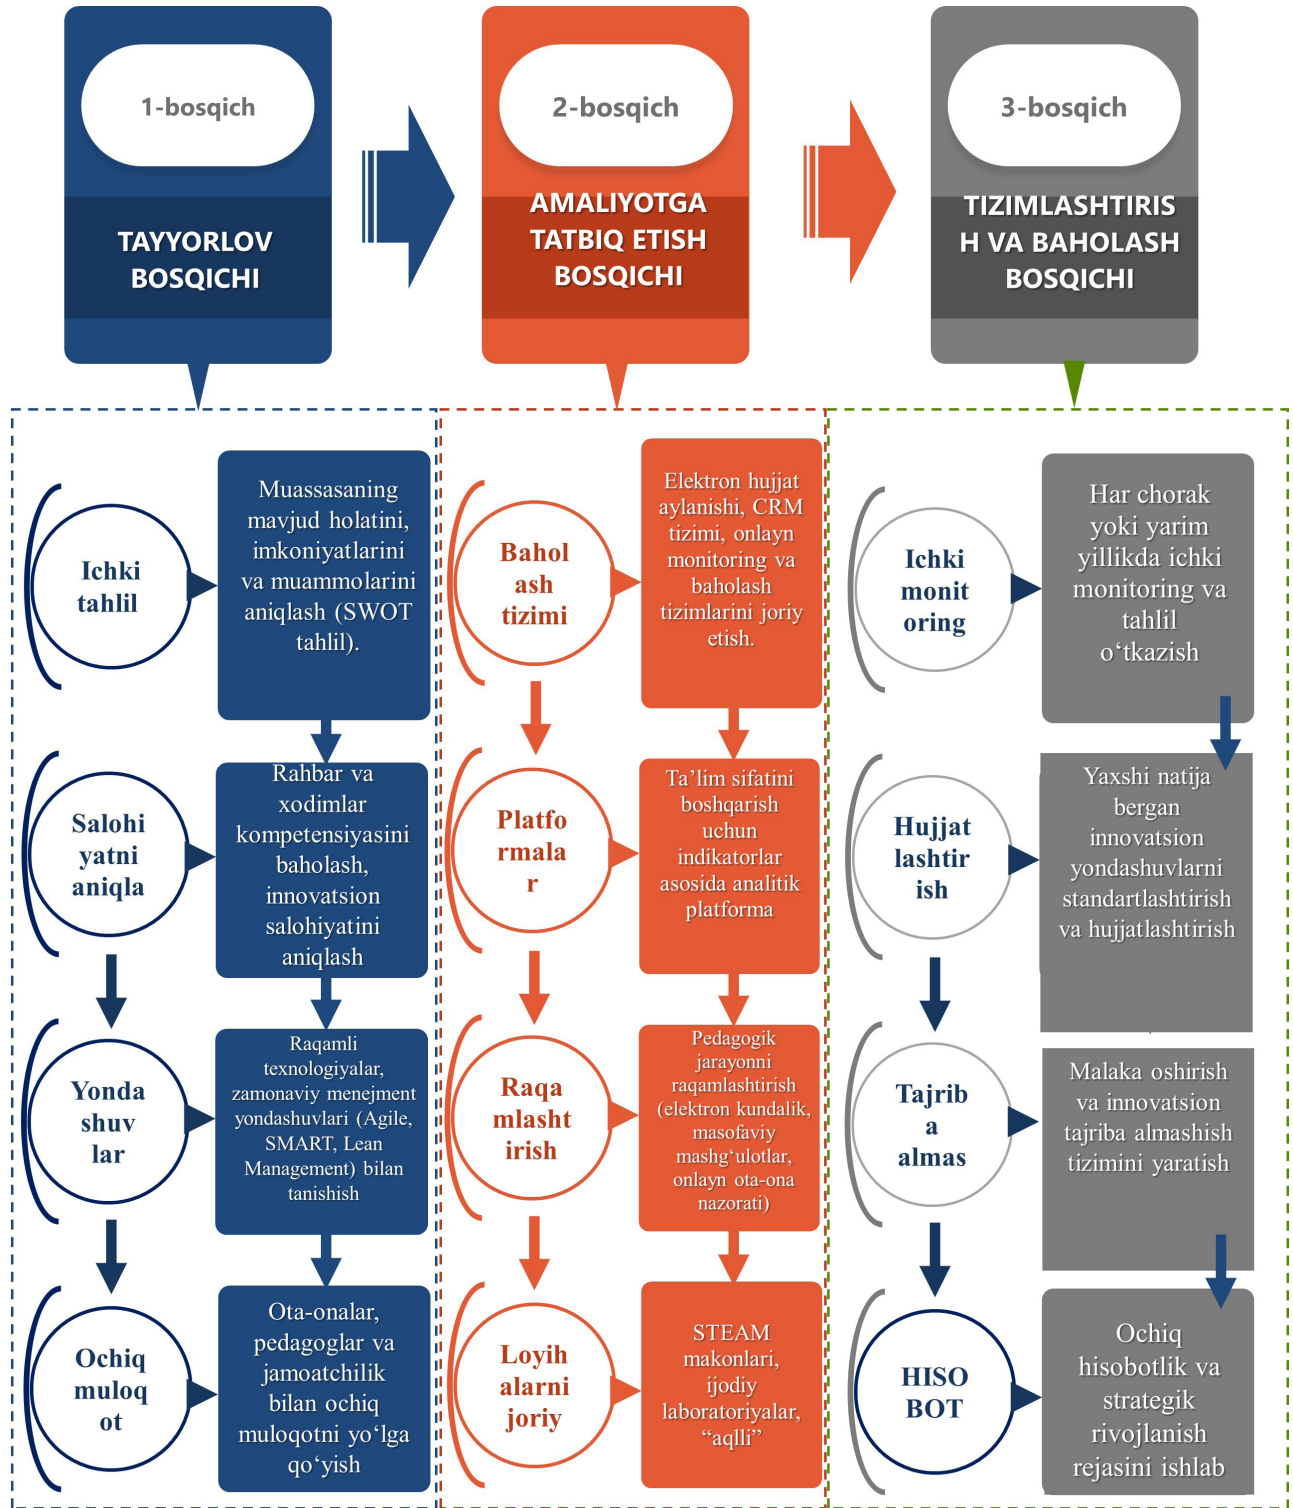 1-bosqich
TAYYORLOV
BOSQICHI
2-bosqich
AMALIYOTGA
TATBIQ ETISH
BOSQICHI
3-bosqich
TIZIMLASHTIRIS
H VA BAHOLASH
BOSQICHI
Ichki
tahlil
Muassasaning
mavjud holatini,
imkoniyatlarini
va muammolarini
aniqlash (SWOT
tahlil).
Salohi
yatni
aniqla
Rahbar va
xodimlar
kompetensiyasini
baholash,
innovatsion
salohiyatini
aniqlash
Yonda
shuv
lar
Raqamli
texnologiyalar,
zamonaviy menejment
yondashuvlari (Agile,
SMART, Lean
Management) bilan
tanishish
Ochiq
muloq
ot
Ota-onalar,
pedagoglar va
jamoatchilik
bilan ochiq
muloqotni yo‘lga
qo‘yish
Bahol
ash
tizimi
Elektron hujjat
aylanishi, CRM
tizimi, onlayn
monitoring va
baholash
tizimlarini joriy
etish.
Platfo
rmala
r
Ta’lim sifatini
boshqarish
uchun
indikatorlar
asosida analitik
platforma
Raqa
mlasht
irish
Pedagogik
jarayonni
raqamlashtirish
(elektron kundalik,
masofaviy
mashg‘ulotlar,
onlayn ota-ona
nazorati)
Loyih
alarni
joriy
STEAM
makonlari,
ijodiy
laboratoriyalar,
“aqlli”
Ichki
monit
oring
Har chorak
yoki yarim
yillikda ichki
monitoring va
tahlil
o‘tkazish
Hujjat
lashtir
ish
Yaxshi natija
bergan
innovatsion
yondashuvlarni
standartlashtirish
va hujjatlashtirish
Tajrib
a
almas
Malaka oshirish
va innovatsion
tajriba almashish
tizimini yaratish
HISO
BOT
Ochiq
hisobotlik va
strategik
rivojlanish
rejasini ishlab